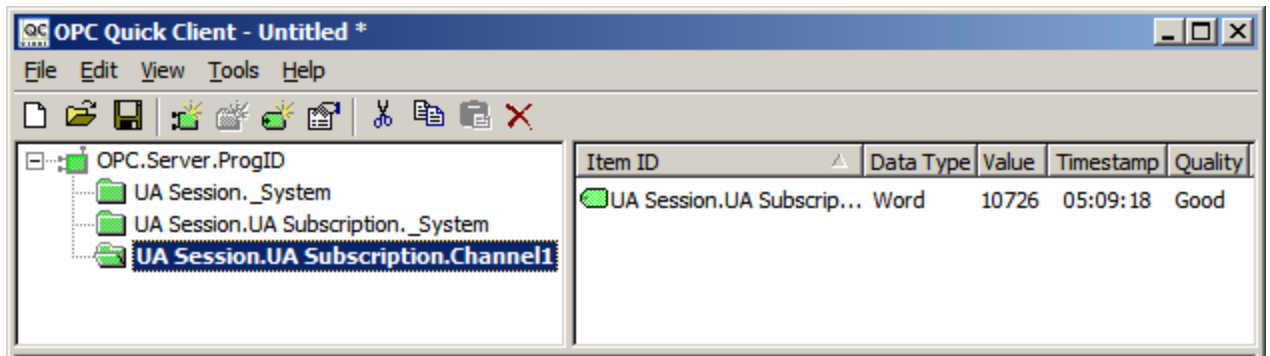 OPC Quick Client - Untitled *
File Edit View Tools Help
OPC.Server.ProgID
UA Session._System
UA Session.UA Subscription._System
UA Session.UA Subscription.Channel1
Item ID Data Type Value Timestamp Quality
UA Session.UA Subscrip... Word 10726 05:09:18 Good